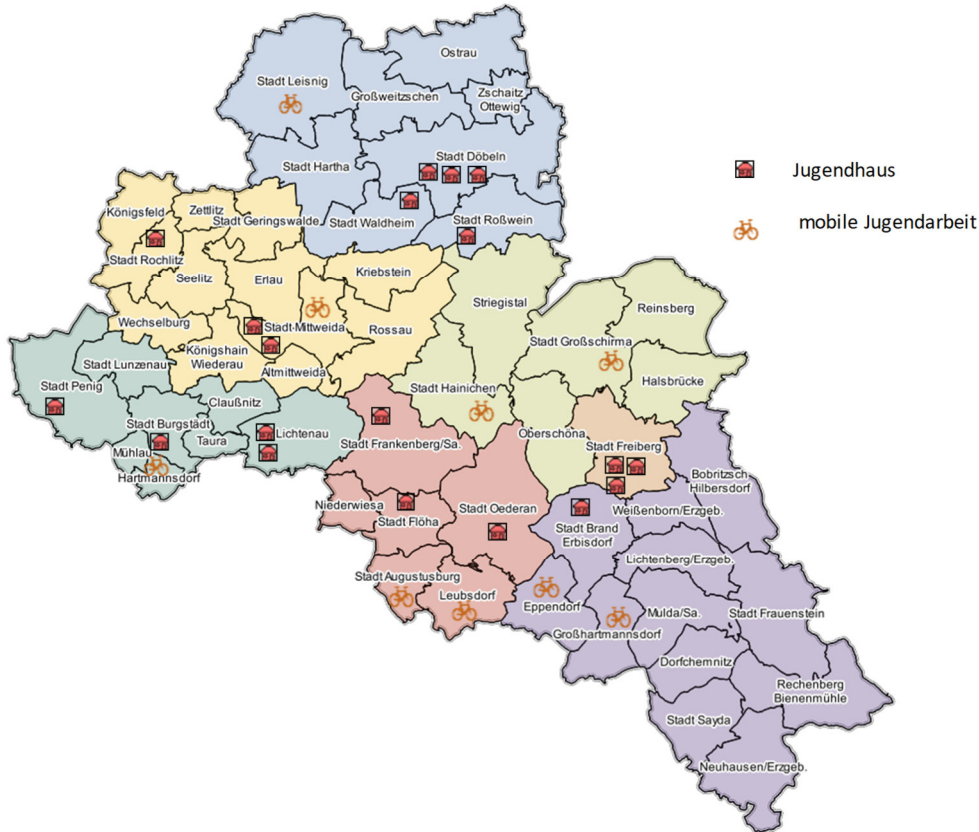 Ostrau
Stadt Leisnig
Großweitzschen
Zschaitz
Ottewig
Stadt Hartha
Stadt Döbeln
Jugendhaus
Königsfeld
Zettlitz
Stadt Geringswalde
Stadt Waldheim
Stadt Roßwein
mobile Jugendarbeit
Stadt Rochlitz
Seelitz
Erlau
Kriebstein
Striegistal
Reinsberg
Wechselburg
Stadt Mittweida
Rossau
Stadt Großschirma
Königshain
Wiederau
Altmittweida
Stadt Lunzenau
Stadt Penig
Stadt Hainichen
Halsbrücke
Claußnitz
Stadt Burgstädt
Taura
Lichtenau
Stadt Frankenberg/Sa.
Oberschöna
Stadt Freiberg
Mühlau
Hartmannsdorf
Bobritzsch
Hilbersdorf
Niederwiesa
Stadt Flöha
Stadt Oederan
Stadt Brand
Erbisdorf
Weißenborn/Erzgeb.
Lichtenberg/Erzgeb.
Stadt Augustusburg
Leubsdorf
Eppendorf
Großhartmannsdorf
Mulda/Sa.
Stadt Frauenstein
Dorfchemnitz
Rechenberg
Bienenmühle
Stadt Sayda
Neuhausen/Erzgeb.